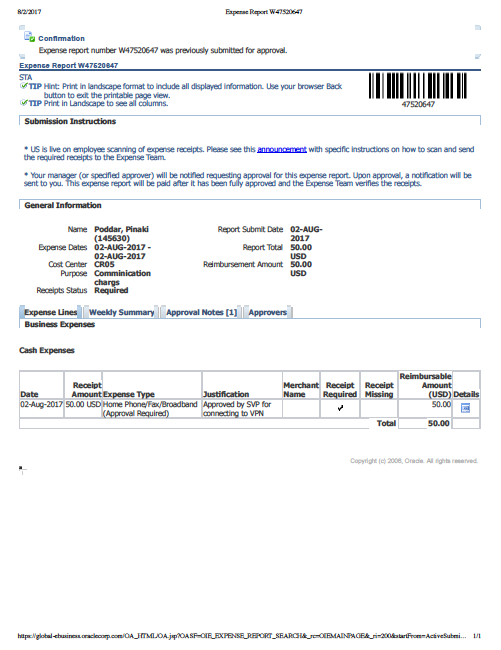 8/2/2017 Expense Report W47520647
Confirmation
Expense report number W47520647 was previously submitted for approval.
Expense Report W47520647
STA
TIP Hint: Print in landscape format to include all displayed information. Use your browser Back
button to exit the printable page view.
TIP Print in Landscape to see all columns.
47520647
Submission Instructions
* US is live on employee scanning of expense receipts. Please see this announcement with specific instructions on how to scan and send
the required receipts to the Expense Team.
* Your manager (or specified approver) will be notified requesting approval for this expense report. Upon approval, a notification will be
sent to you. This expense report will be paid after it has been fully approved and the Expense Team verifies the receipts.
General Information
Name Poddar, Pinaki
(145630)
Expense Dates 02-AUG-2017 -
02-AUG-2017
Cost Center CR05
Purpose Comminication
chargs
Receipts Status Required
Report Submit Date 02-AUG-
2017
Report Total 50.00
USD
Reimbursement Amount 50.00
USD
Expense Lines Weekly Summary Approval Notes [1] Approvers
Business Expenses
Cash Expenses
Date Receipt Amount Expense Type Justification Merchant Name Receipt Required Receipt Missing Reimbursable Amount (USD) Details
02-Aug-2017 50.00 USD Home Phone/Fax/Broadband Approved by SVP for 50.00
(Approval Required) connecting to VPN
Total 50.00
Copyright (c) 2006, Oracle. All rights reserved.
https://global-ebusiness.oraclecorp.com/OA_HTML/OA.jsp?OASF=OIE_EXPENSE_REPORT_SEARCH&_rc=OIEMAINPAGE&_ri=200&startFrom=ActiveSubmi... 1/1